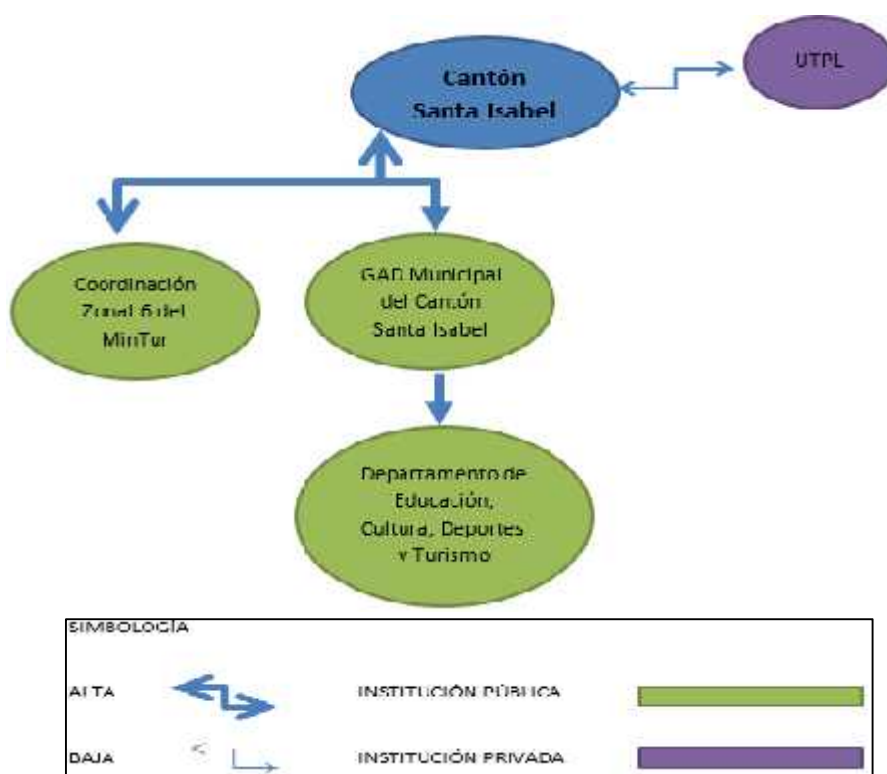 Cantón
Santa Isabel
UTPL
Coordinación
Zonal 6 del
MinTur
GAD Municipal
del Cantón
Santa Isabel
Departamento de
Educación,
Cultura, Deportes
y Turismo
SIMBOLOGÍA
ALTA
INSTITUCIÓN PÚBLICA
BAJA
INSTITUCIÓN PRIVADA